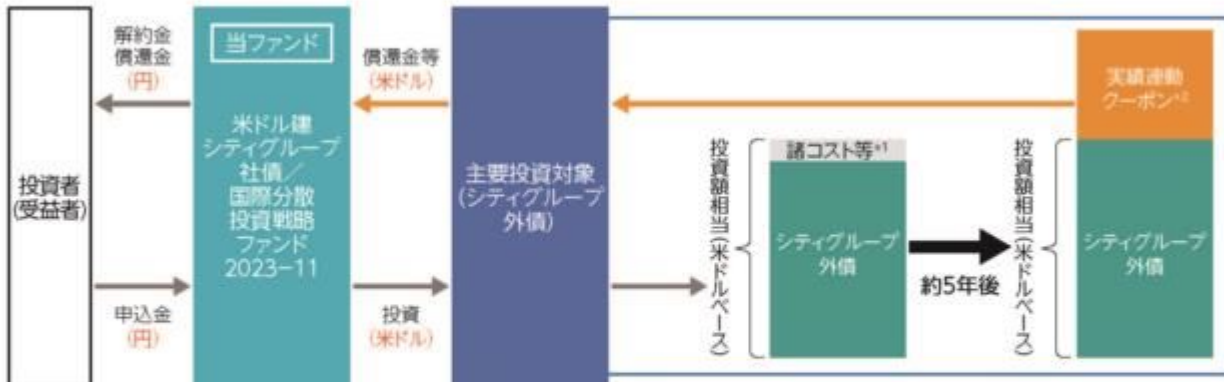 投資者
(受益者)
解約金
償還金
(円)
申込金
(円)
当ファンド
米ドル建
シティグループ
社債／
国際分散
投資戦略
ファンド
2023−11
償還金等
(米ドル)
投資
(米ドル)
主要投資対象
(シティグループ
外債)
投資額相当(米ドルベース)
諸コスト等*1
シティグループ
外債
約5年後
投資額相当(米ドルベース)
実績連動
クーポン*2
シティグループ
外債